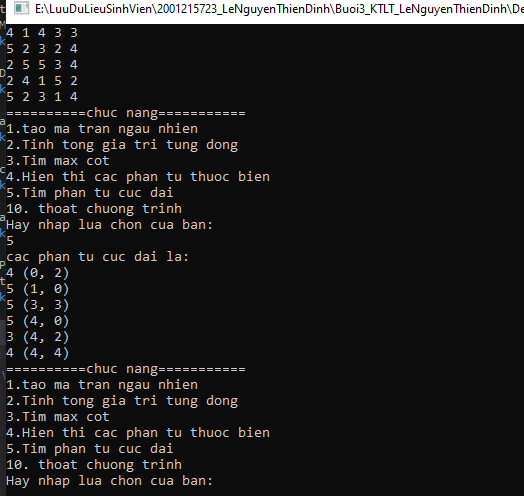 E:\LuuDuLieuSinhVien\2001215723_LeNguyenThienDinh\Buoi3_KTLT_LeNguyenThienDinh\De
4 1 4 3 3
5 2 3 2 4
2 5 5 3 4
2 4 1 5 2
5 2 3 1 4
==========chuc nang===========
1.tao ma tran ngau nhien
2.Tinh tong gia tri tung dong
3.Tim max cot
4.Hien thi cac phan tu thuoc bien
5.Tim phan tu cuc dai
10. thoat chuong trinh
Hay nhap lua chon cua ban:
5
cac phan tu cuc dai la:
4 (0, 2)
5 (1, 0)
5 (3, 3)
5 (4, 0)
3 (4, 2)
4 (4, 4)
==========chuc nang===========
1.tao ma tran ngau nhien
2.Tinh tong gia tri tung dong
3.Tim max cot
4.Hien thi cac phan tu thuoc bien
5.Tim phan tu cuc dai
10. thoat chuong trinh
Hay nhap lua chon cua ban: